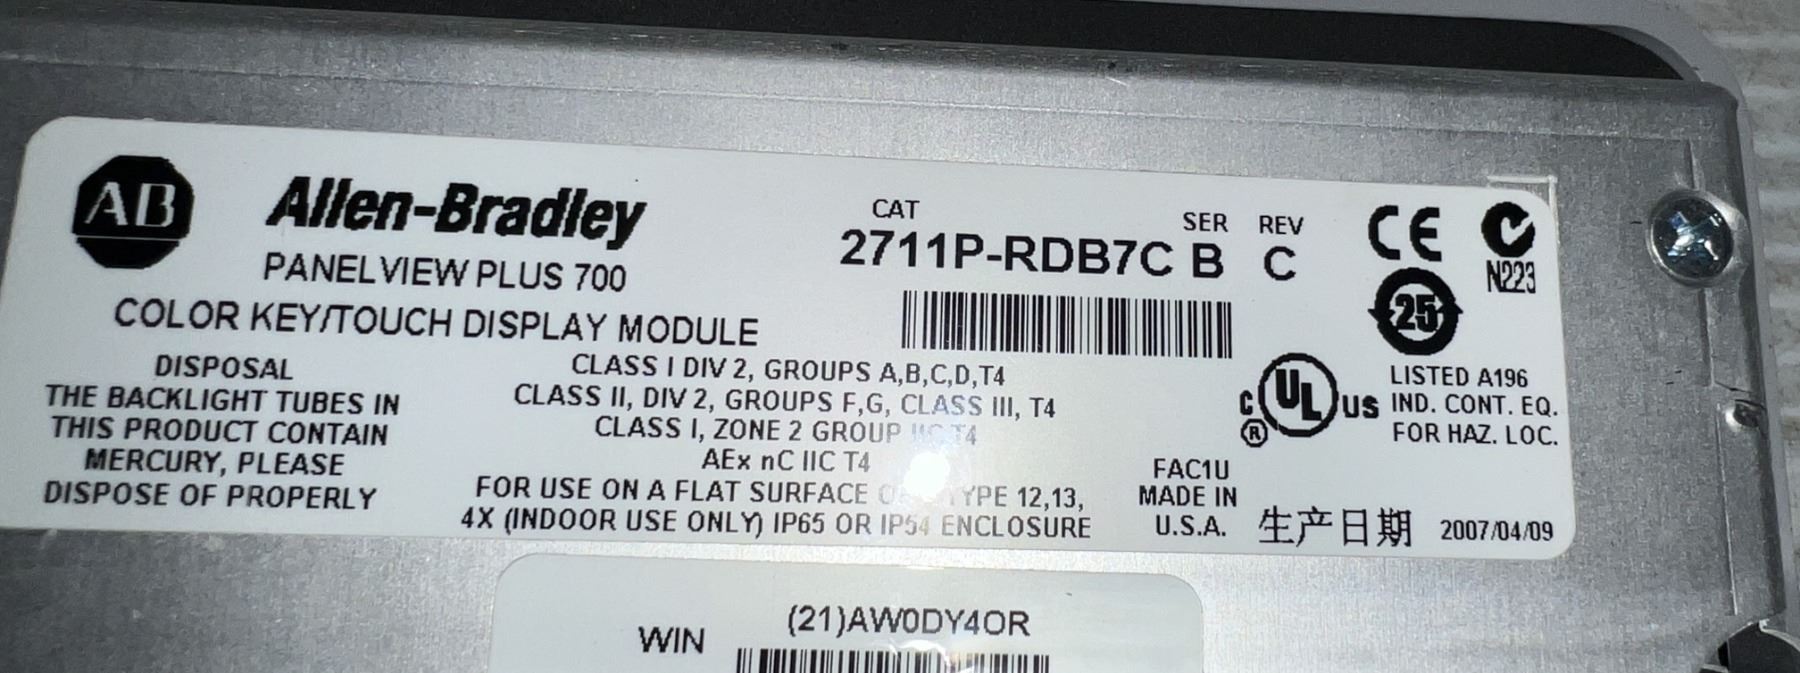 AB Allen-Bradley
PANELVIEW PLUS 700
COLOR KEY/TOUCH DISPLAY MODULE
CAT SER REV
2711P-RDB7C B C
CE
N223
25
DISPOSAL
THE BACKLIGHT TUBES IN
THIS PRODUCT CONTAIN
MERCURY, PLEASE
DISPOSE OF PROPERLY
CLASS I DIV 2, GROUPS A,B,C,D,T4
CLASS II, DIV 2, GROUPS F,G, CLASS III, T4
CLASS I, ZONE 2 GROUP IIC T4
AEx nC IIC T4
FOR USE ON A FLAT SURFACE TYPE 12,13,
4X (INDOOR USE ONLY) IP65 OR IP54 ENCLOSURE
C UL US ®
LISTED A196
IND. CONT. EQ.
FOR HAZ. LOC.
FAC1U
MADE IN
U.S.A.
生产日期 2007/04/09
WIN (21)AW0DY4OR